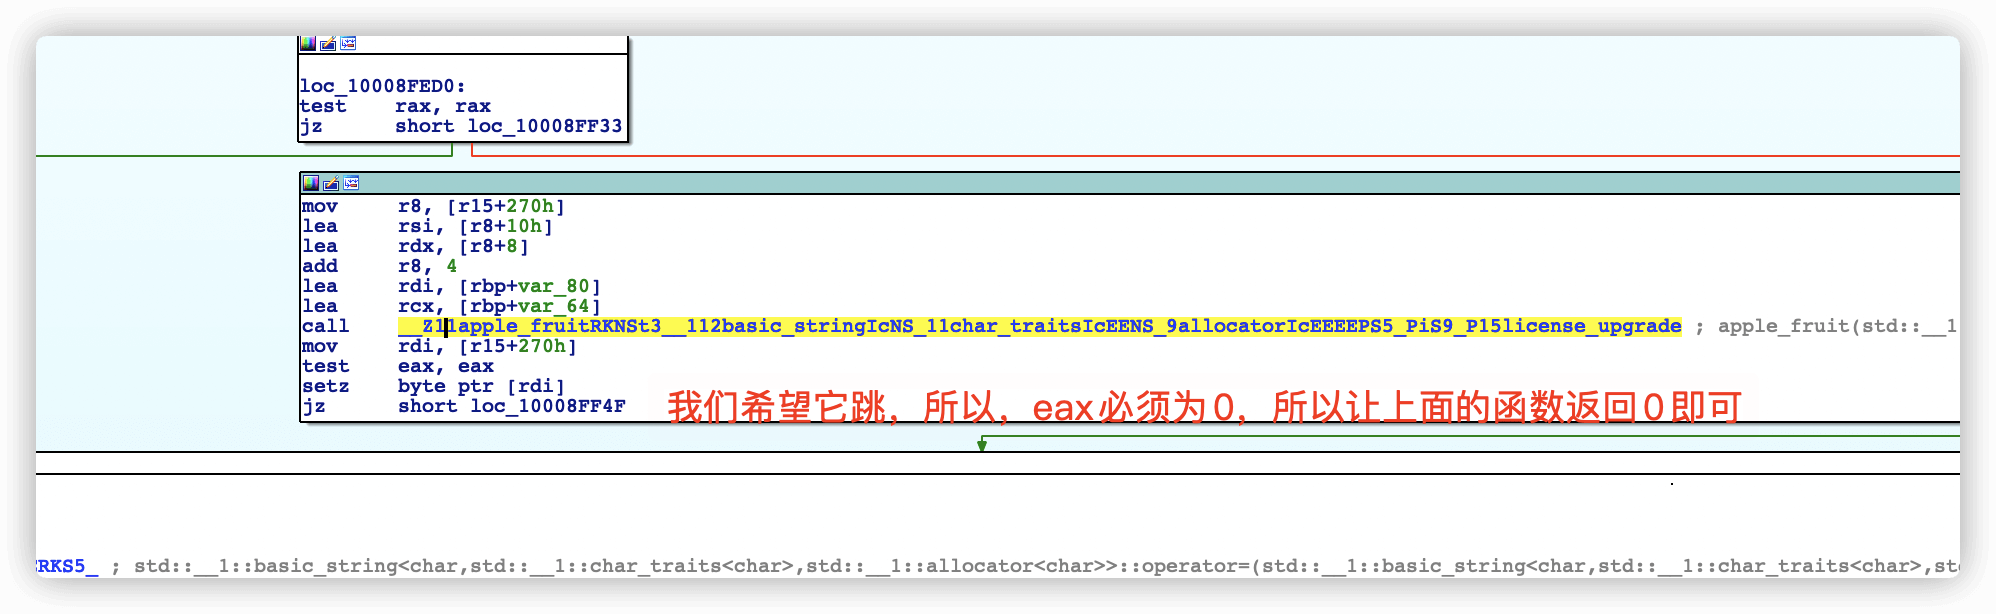 loc_10008FED0:
test    rax, rax
jz      short loc_10008FF33
mov     r8, [r15+270h]
lea     rsi, [r8+10h]
lea     rdx, [r8+8]
add     r8, 4
lea     rdi, [rbp+var_80]
lea     rcx, [rbp+var_64]
call    __Z11apple_fruitRKNSt3__112basic_stringIcNS_11char_traitsIcEENS_9allocatorIcEEEEPS5_PiS9_P15license_upgrade ; apple_fruit(std::__1
mov     rdi, [r15+270h]
test    eax, eax
setz    byte ptr [rdi]
jz      short loc_10008FF4F
我们希望它跳，所以，eax必须为0，所以让上面的函数返回0即可
RKS5_ ; std::__1::basic_string<char,std::__1::char_traits<char>,std::__1::allocator<char>>::operator=(std::__1::basic_string<char,std::__1::char_traits<char>,std